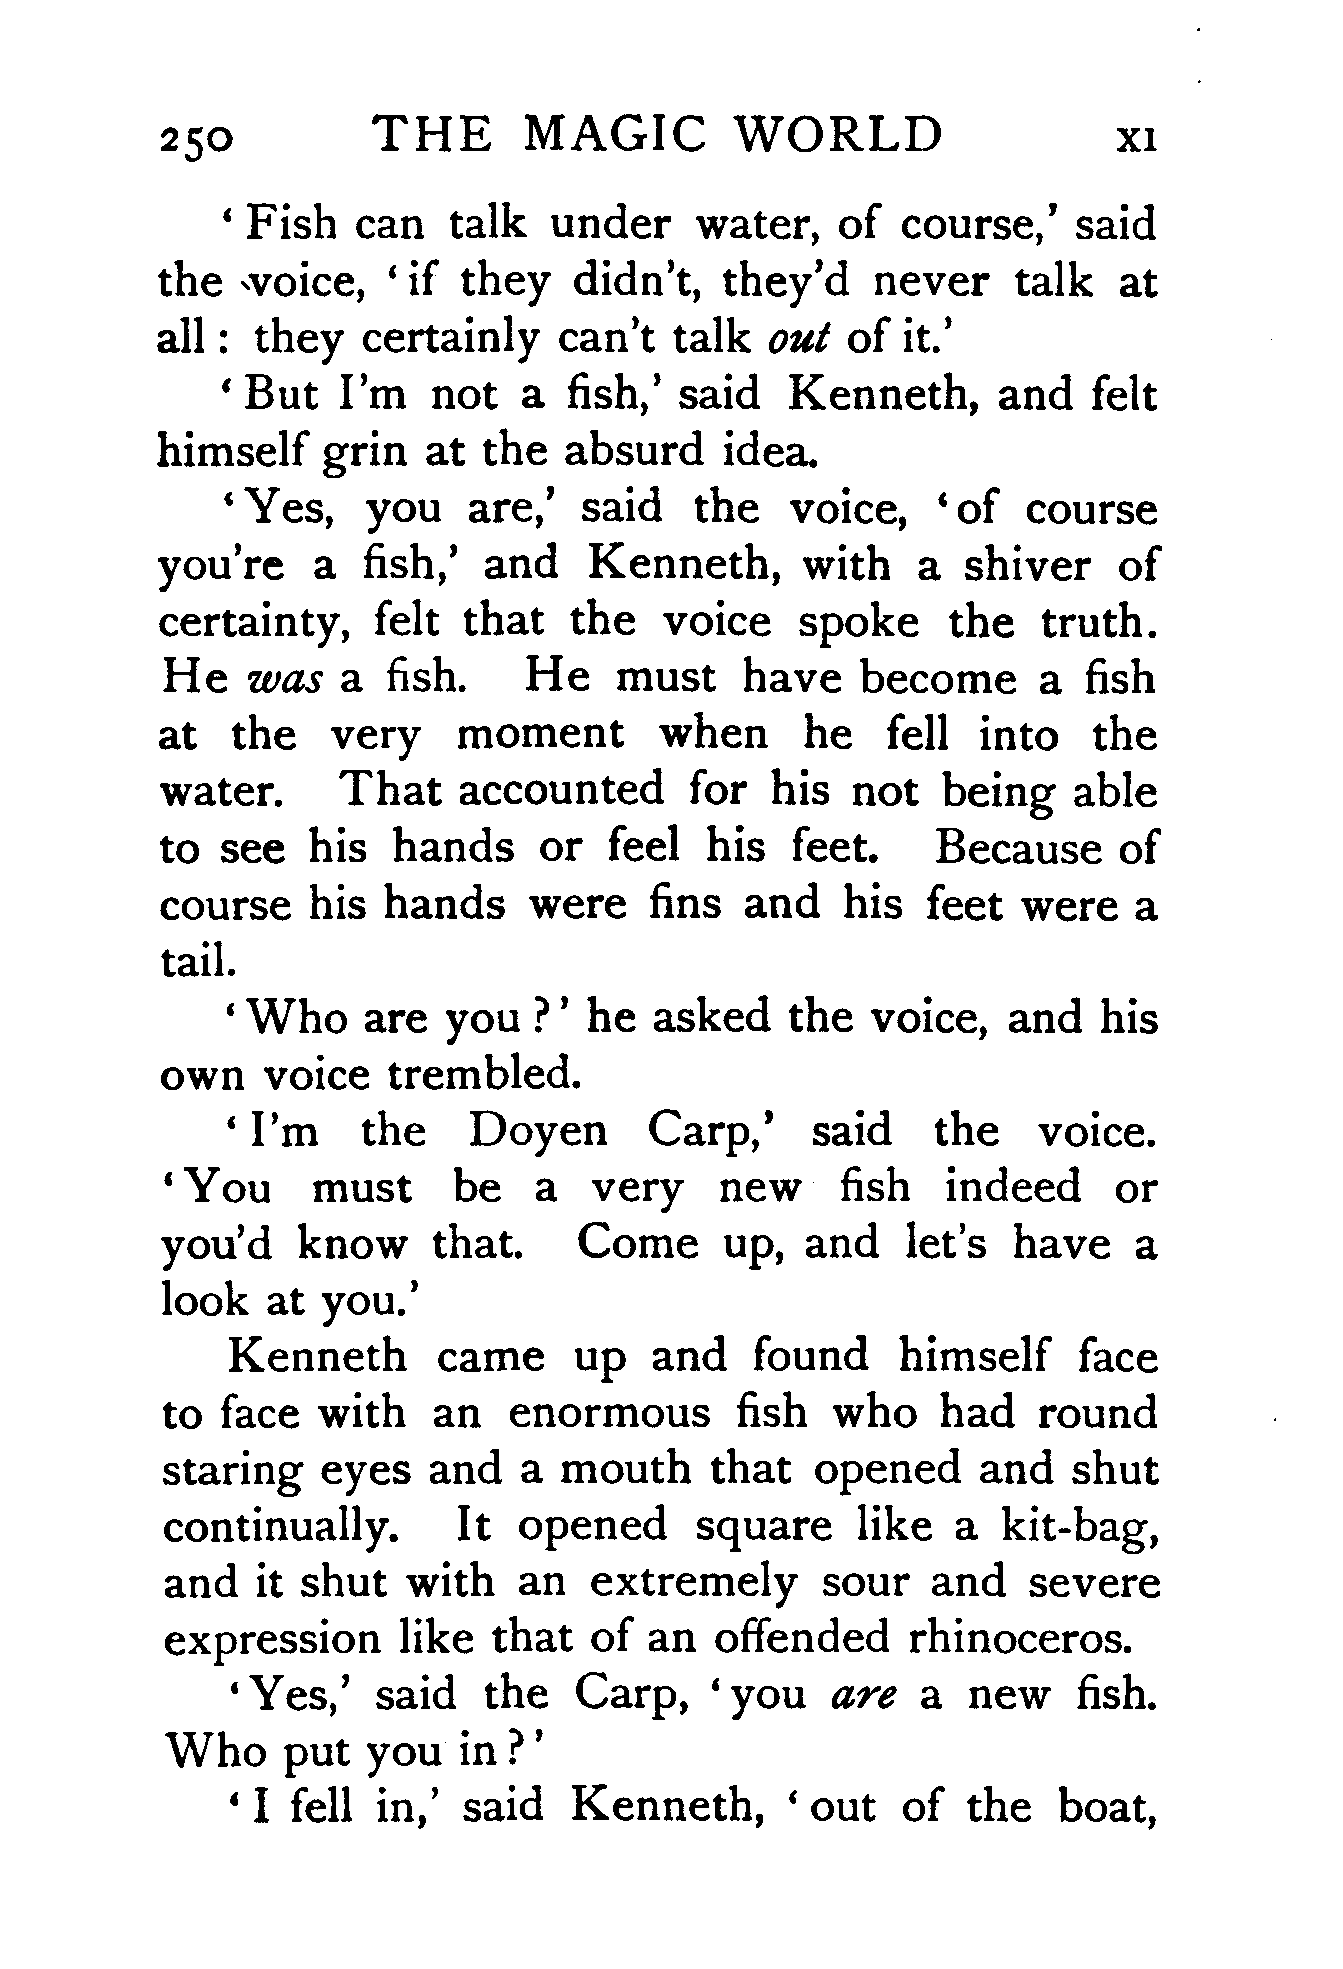 250 THE MAGIC WORLD XI
‘Fish can talk under water, of course,’ said
the voice, ‘if they didn’t, they’d never talk at
all : they certainly can’t talk out of it.’
‘But I’m not a fish,’ said Kenneth, and felt
himself grin at the absurd idea.
‘Yes, you are,’ said the voice, ‘of course
you’re a fish,’ and Kenneth, with a shiver of
certainty, felt that the voice spoke the truth.
He was a fish. He must have become a fish
at the very moment when he fell into the
water. That accounted for his not being able
to see his hands or feel his feet. Because of
course his hands were fins and his feet were a
tail.
‘Who are you ?’ he asked the voice, and his
own voice trembled.
‘I’m the Doyen Carp,’ said the voice.
‘You must be a very new fish indeed or
you’d know that. Come up, and let’s have a
look at you.’
Kenneth came up and found himself face
to face with an enormous fish who had round
staring eyes and a mouth that opened and shut
continually. It opened square like a kit-bag,
and it shut with an extremely sour and severe
expression like that of an offended rhinoceros.
‘Yes,’ said the Carp, ‘you are a new fish.
Who put you in ?’
‘I fell in,’ said Kenneth, ‘out of the boat,